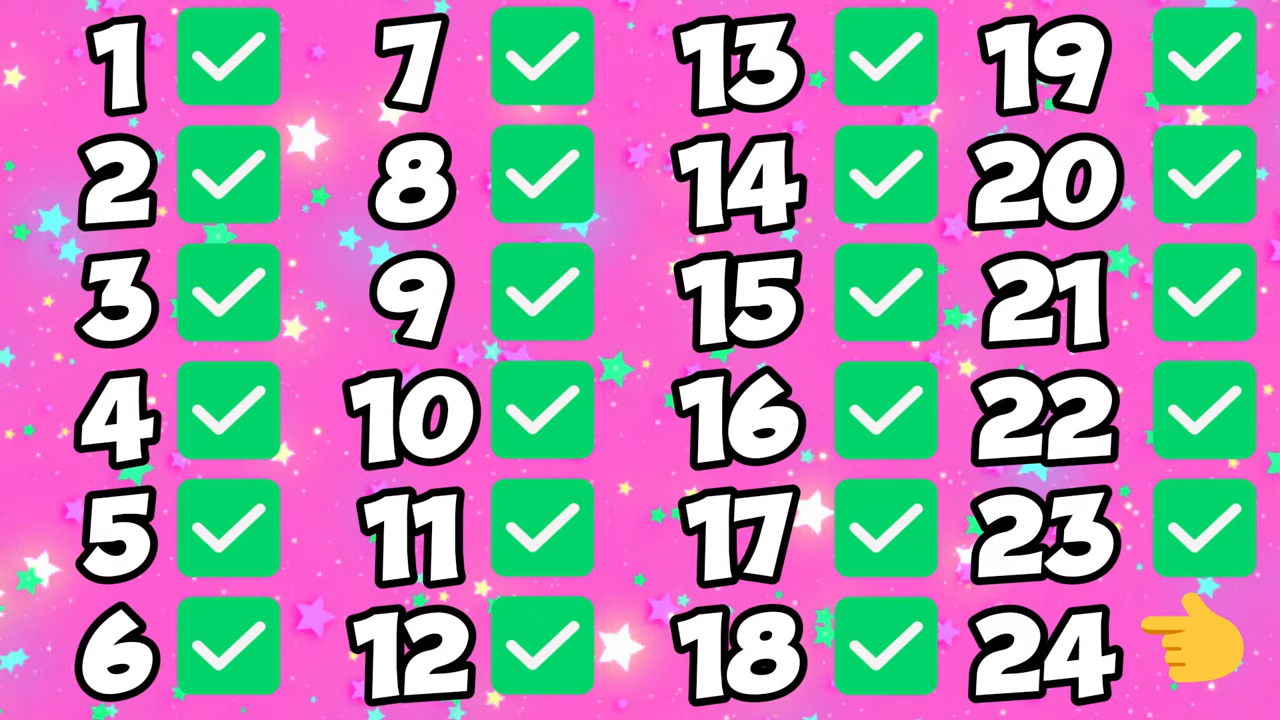 1 ✅ 7 ✅ 13 ✅ 19 ✅
2 ✅ 8 ✅ 14 ✅ 20 ✅
3 ✅ 9 ✅ 15 ✅ 21 ✅
4 ✅ 10 ✅ 16 ✅ 22 ✅
5 ✅ 11 ✅ 17 ✅ 23 ✅
6 ✅ 12 ✅ 18 ✅ 24 👈